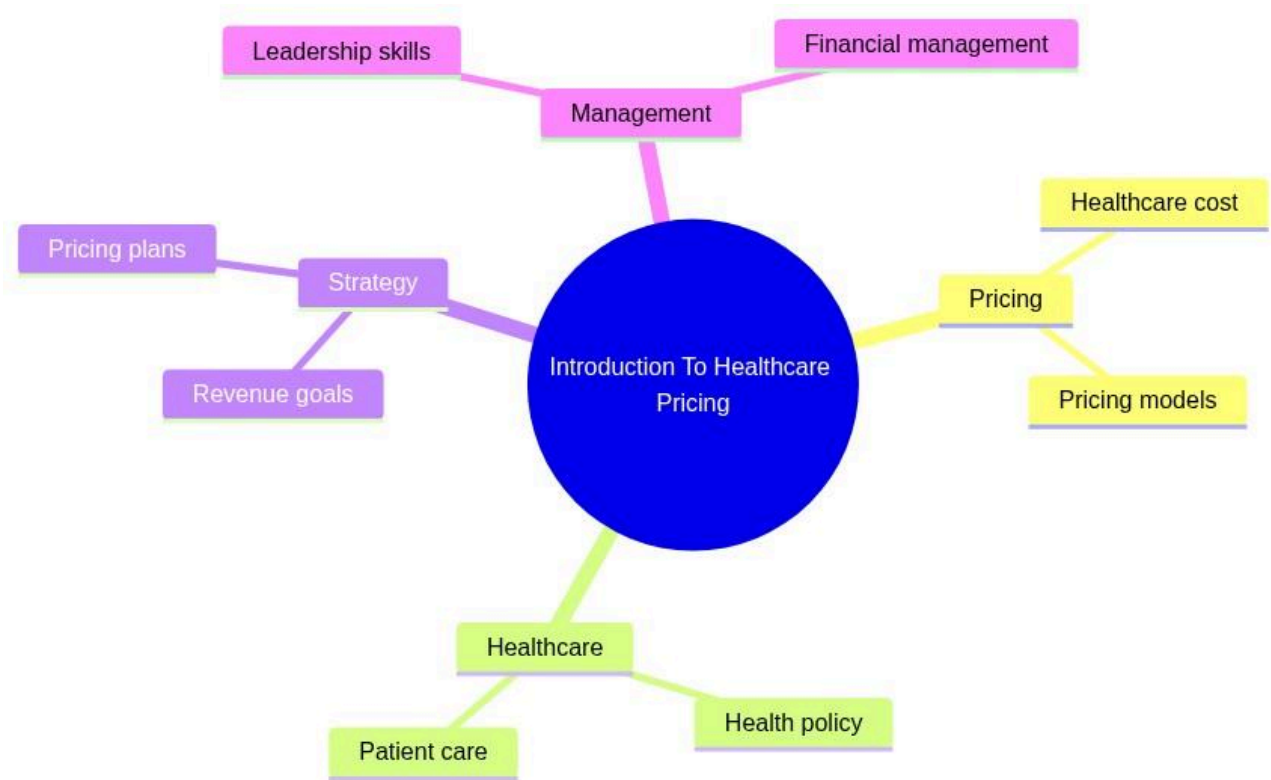 Leadership skills
Financial management
Management
Healthcare cost
Pricing plans
Strategy
Pricing
Introduction To Healthcare
Pricing
Revenue goals
Pricing models
Healthcare
Health policy
Patient care